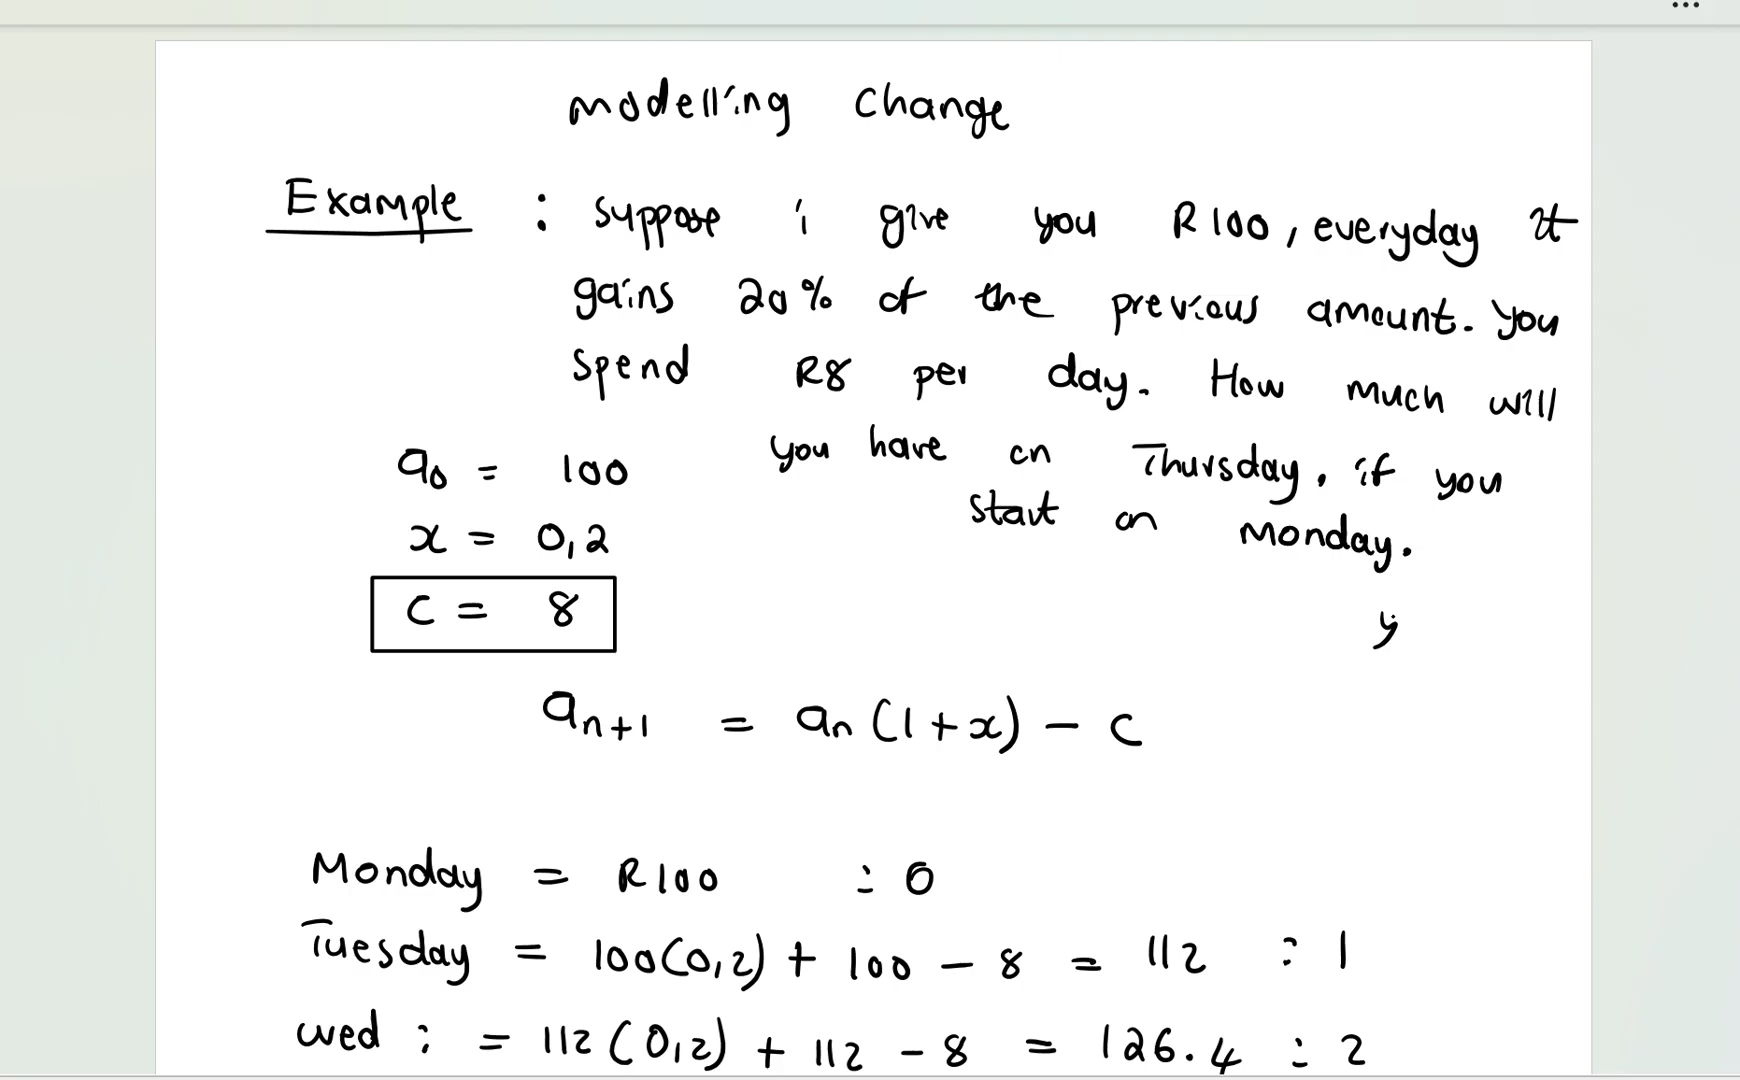 modelling change
Example : suppose i give you R100, everyday it
gains 20% of the previous amount. You
spend R8 per day. How much will
you have on Thursday, if you
start on monday.
a0 = 100
x = 0,2
C = 8
y
an+1 = an (1 + x) - C
Monday = R100 : 0
Tuesday = 100(0,2) + 100 - 8 = 112 : 1
wed : = 112 (0,2) + 112 - 8 = 126.4 : 2